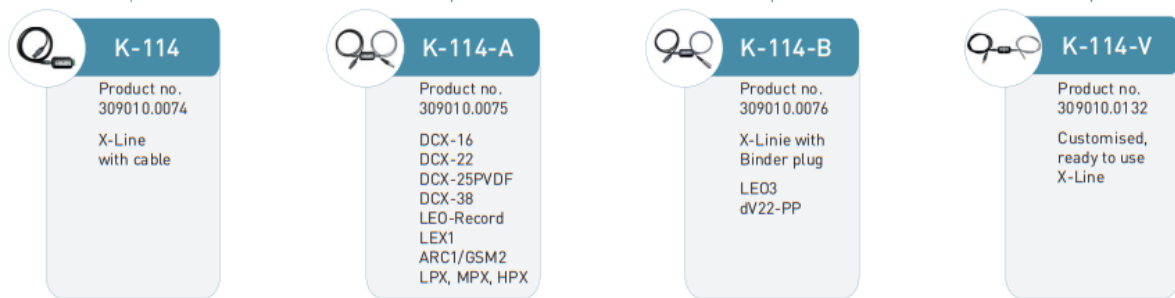 K-114
Product no.
309010.0074
X-Line
with cable
K-114-A
Product no.
309010.0075
DCX-16
DCX-22
DCX-25PVDF
DCX-38
LEO-Record
LEX1
ARC1/GSM2
LPX, MPX, HPX
K-114-B
Product no.
309010.0076
X-Linie with
Binder plug
LEO3
dV22-PP
K-114-V
Product no.
309010.0132
Customised,
ready to use
X-Line